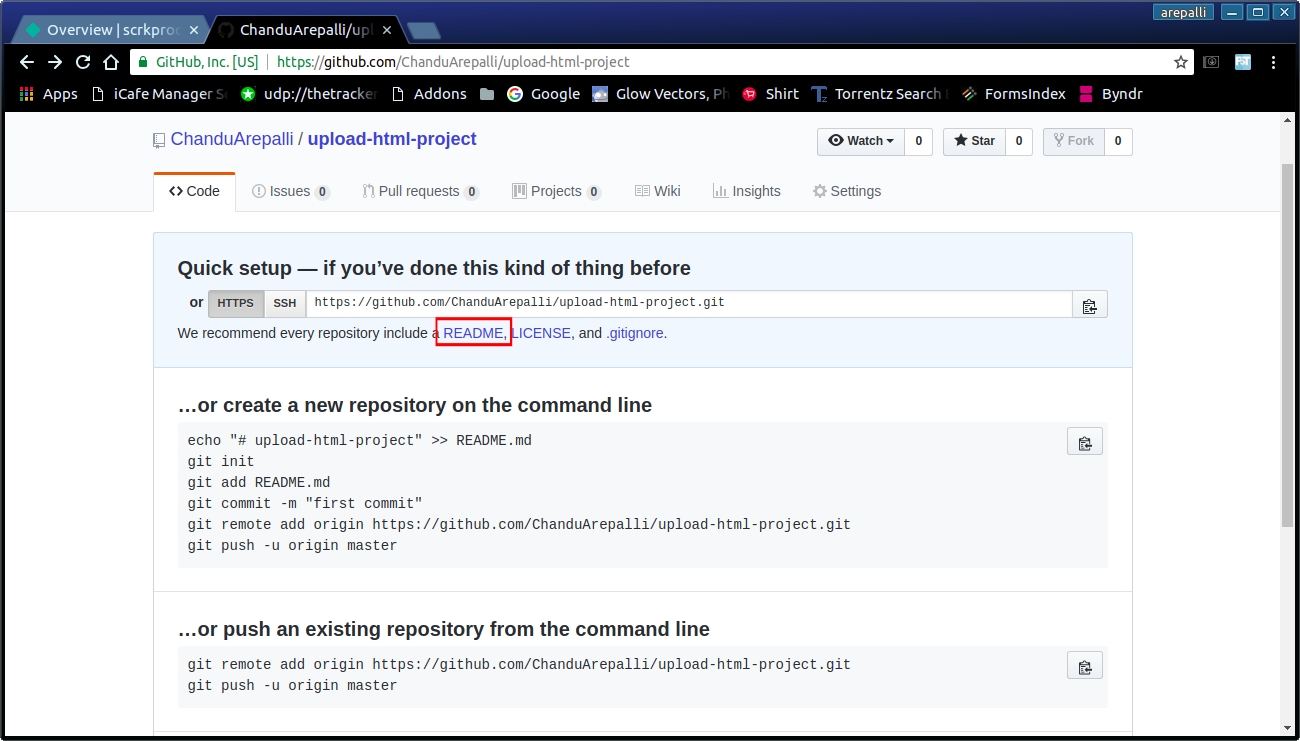 arepalli
Overview | scrkpro
ChanduArepalli/upl
GitHub, Inc. [US] https://github.com/ChanduArepalli/upload-html-project
Apps iCafe Manager S udp://thetracker Addons Google Glow Vectors, Ph Shirt Torrentz Search FormsIndex Byndr
ChanduArepalli / upload-html-project
Watch 0 Star 0 Fork 0
Code Issues 0 Pull requests 0 Projects 0 Wiki Insights Settings
Quick setup — if you’ve done this kind of thing before
or HTTPS SSH https://github.com/ChanduArepalli/upload-html-project.git
We recommend every repository include a README, LICENSE, and .gitignore.
…or create a new repository on the command line
echo "# upload-html-project" >> README.md
git init
git add README.md
git commit -m "first commit"
git remote add origin https://github.com/ChanduArepalli/upload-html-project.git
git push -u origin master
…or push an existing repository from the command line
git remote add origin https://github.com/ChanduArepalli/upload-html-project.git
git push -u origin master